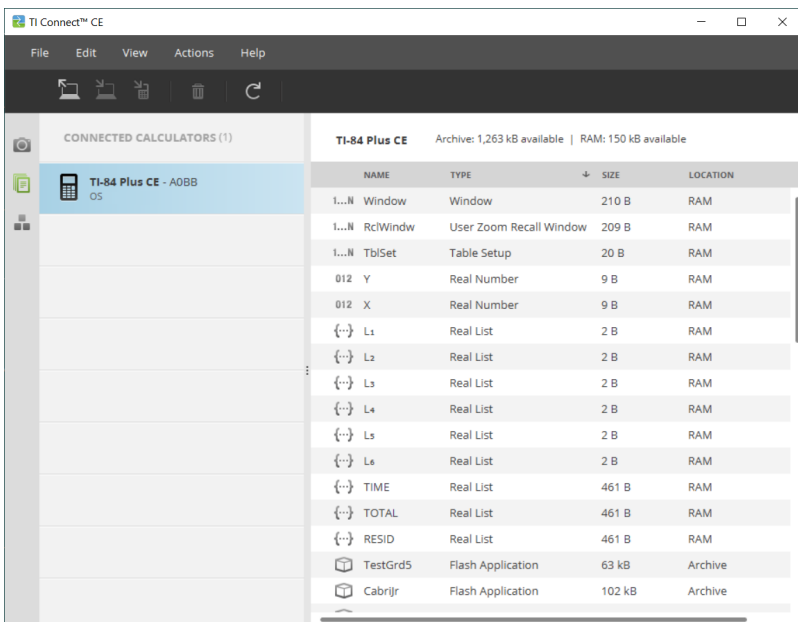 TI Connect™ CE
File Edit View Actions Help
CONNECTED CALCULATORS (1)
TI-84 Plus CE - A0BB
OS
TI-84 Plus CE Archive: 1,263 kB available | RAM: 150 kB available
NAME TYPE SIZE LOCATION
1...N Window Window 210 B RAM
1...N RclWindw User Zoom Recall Window 209 B RAM
1...N TblSet Table Setup 20 B RAM
012 Y Real Number 9 B RAM
012 X Real Number 9 B RAM
{...} L₁ Real List 2 B RAM
{...} L₂ Real List 2 B RAM
{...} L₃ Real List 2 B RAM
{...} L₄ Real List 2 B RAM
{...} L₅ Real List 2 B RAM
{...} L₆ Real List 2 B RAM
{...} TIME Real List 461 B RAM
{...} TOTAL Real List 461 B RAM
{...} RESID Real List 461 B RAM
TestGrd5 Flash Application 63 kB Archive
CabriJr Flash Application 102 kB Archive